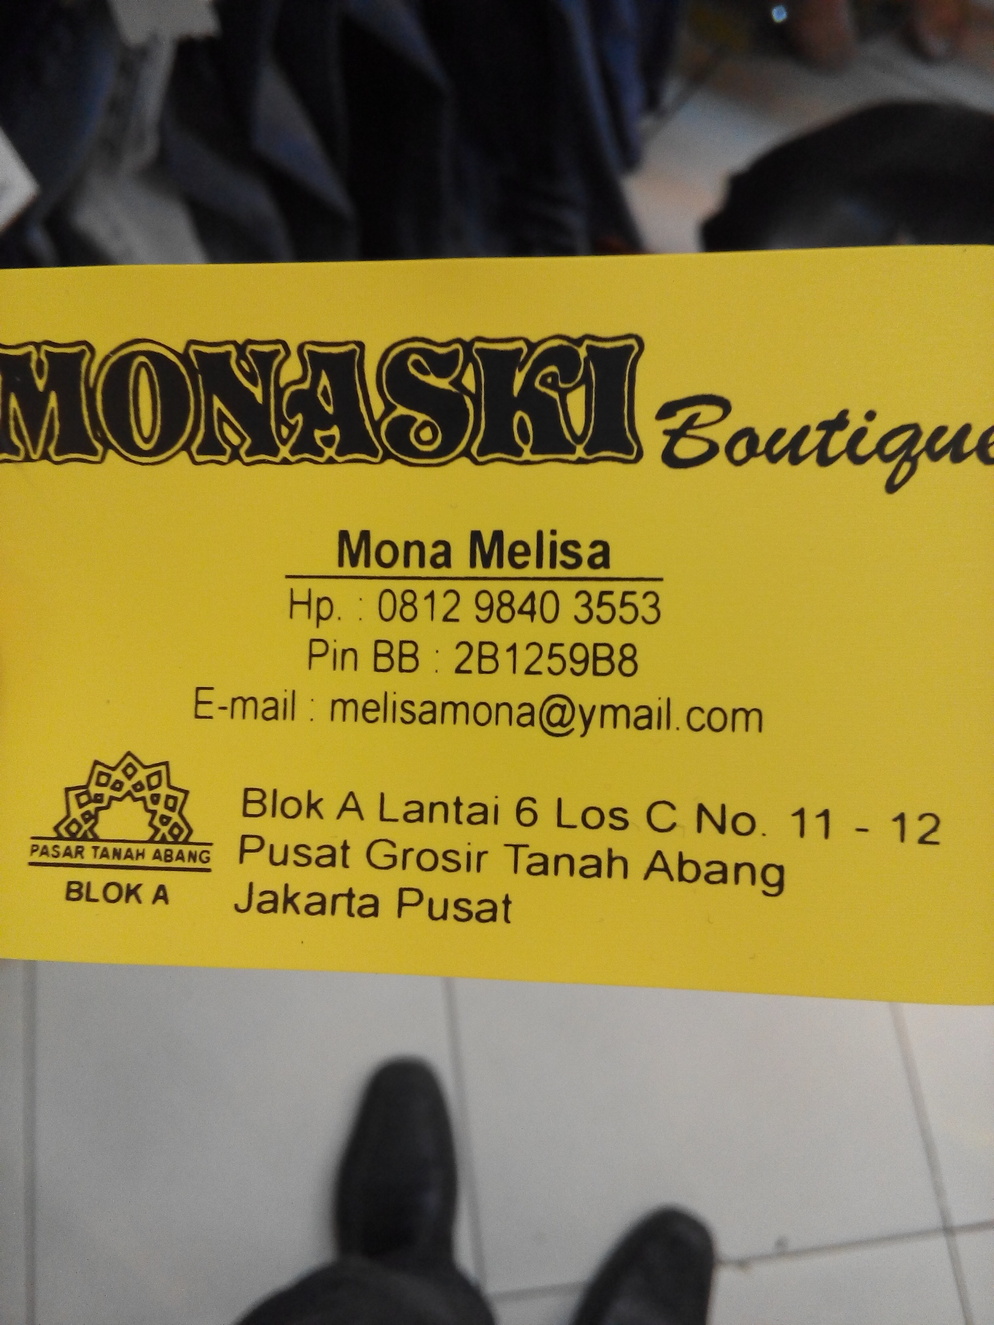 MONASKI Boutique
Mona Melisa
Hp. : 0812 9840 3553
Pin BB : 2B1259B8
E-mail : melisamona@ymail.com
PASAR TANAH ABANG
BLOK A
Blok A Lantai 6 Los C No. 11 - 12
Pusat Grosir Tanah Abang
Jakarta Pusat